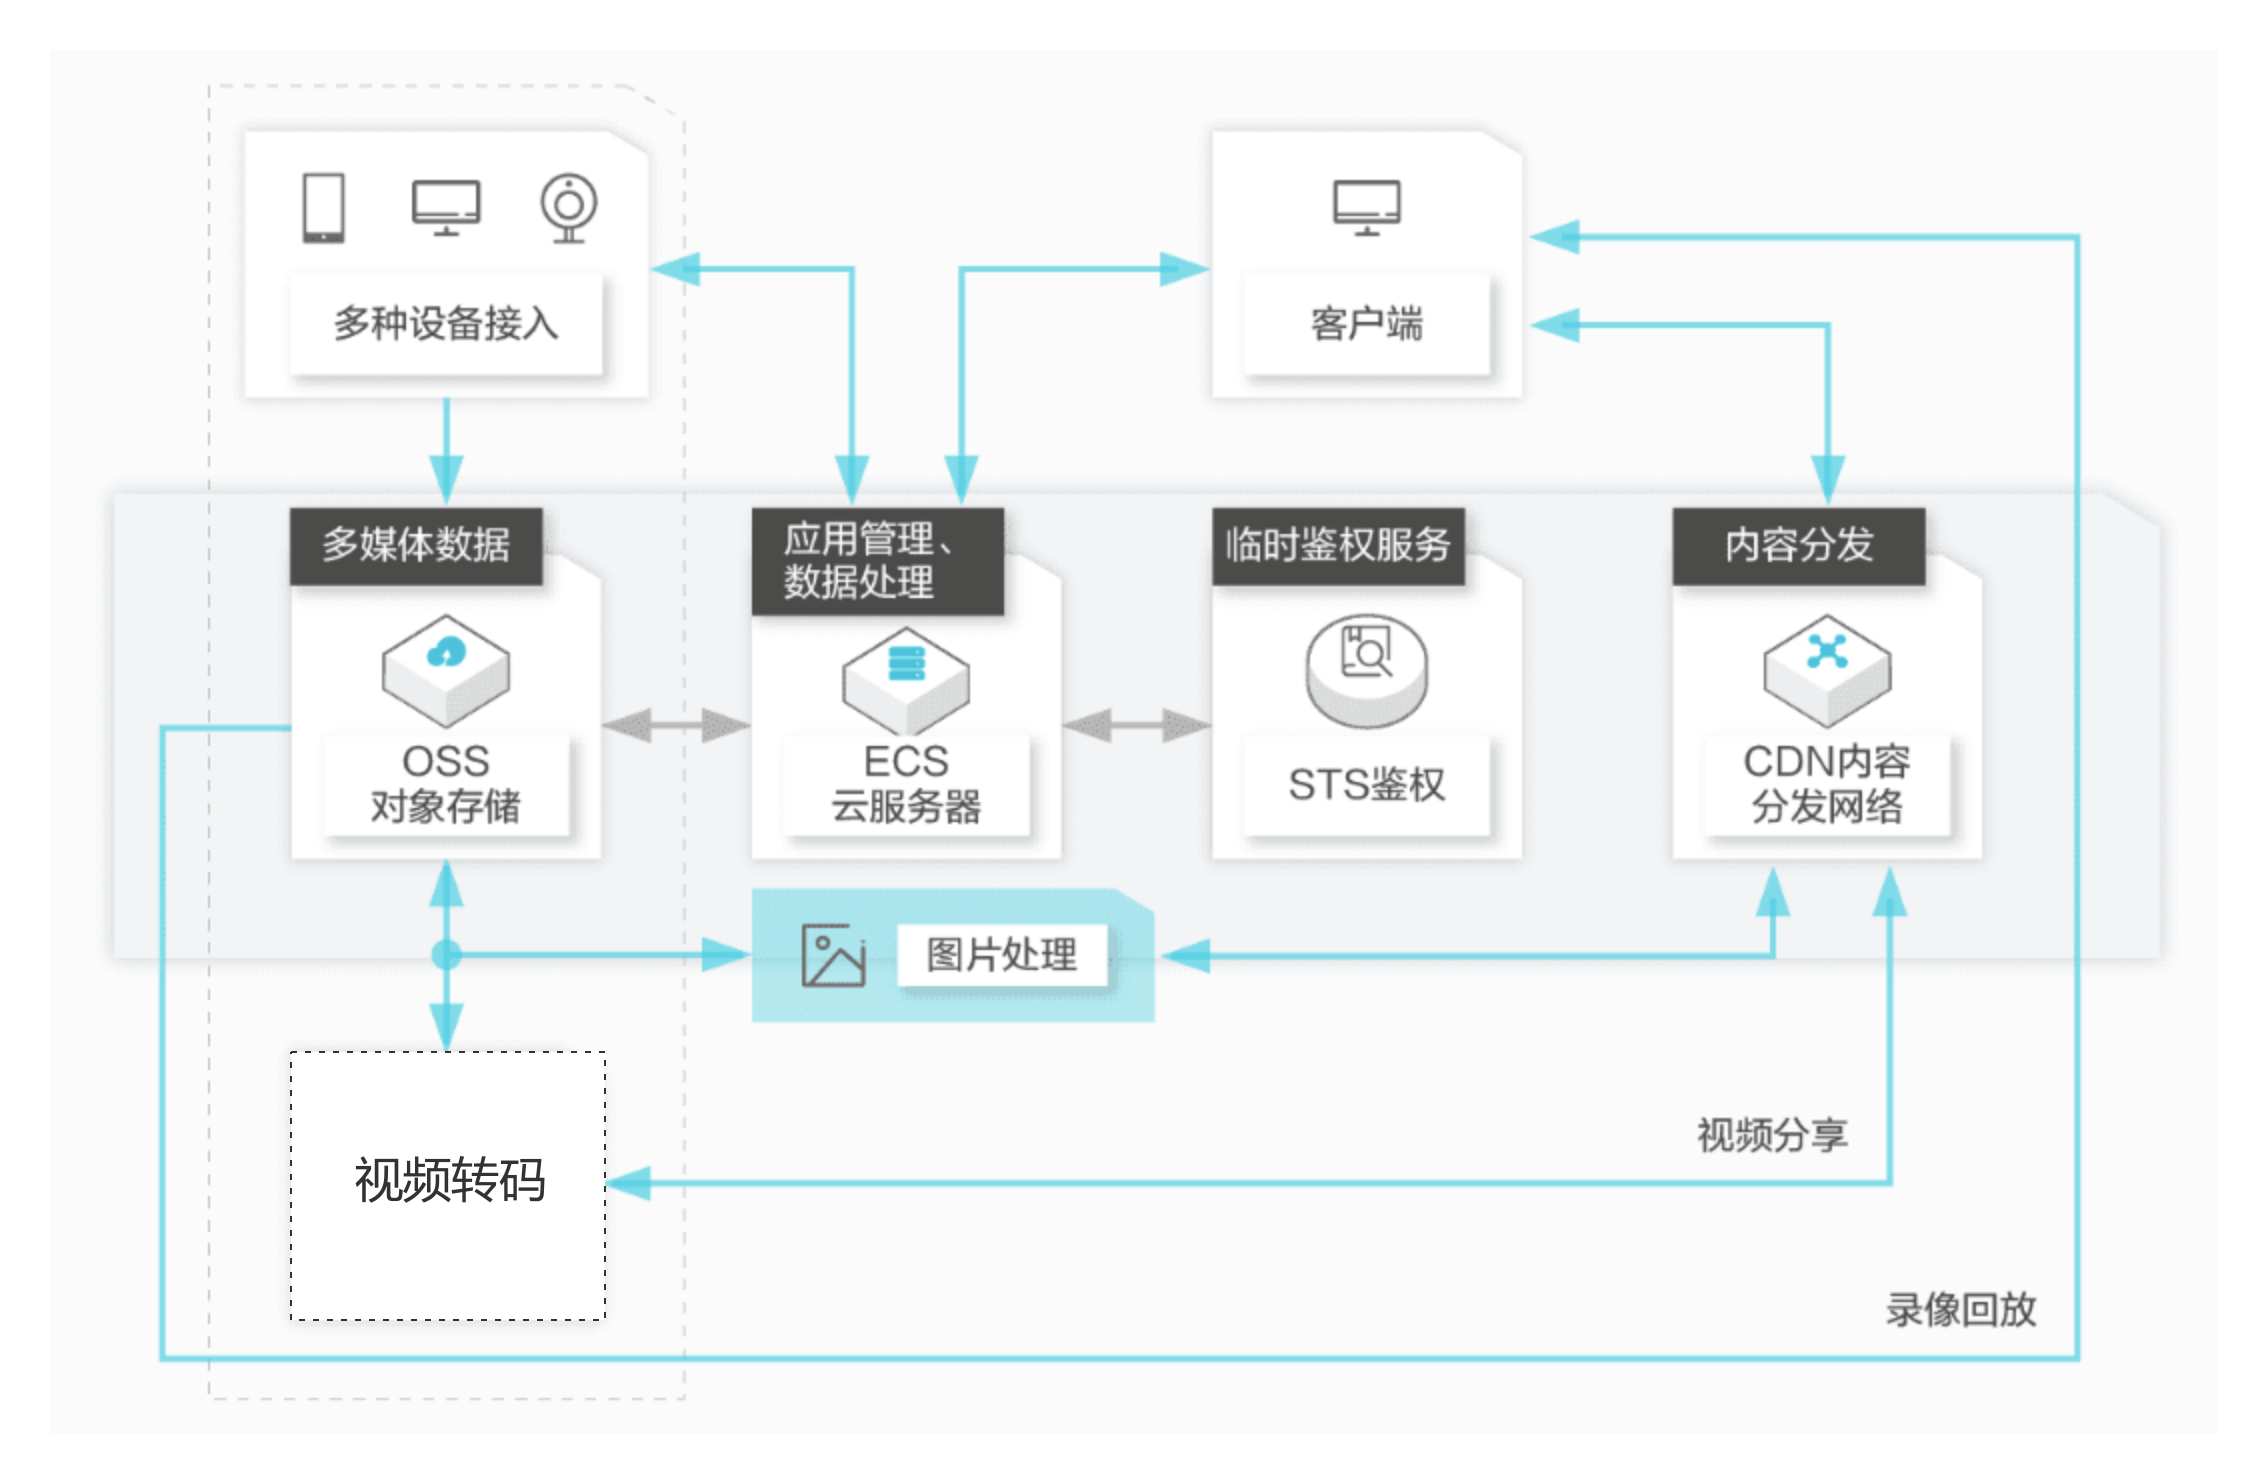 多种设备接入
客户端
多媒体数据
应用管理、
数据处理
临时鉴权服务
内容分发
OSS
对象存储
ECS
云服务器
STS鉴权
CDN内容
分发网络
图片处理
视频转码
视频分享
录像回放